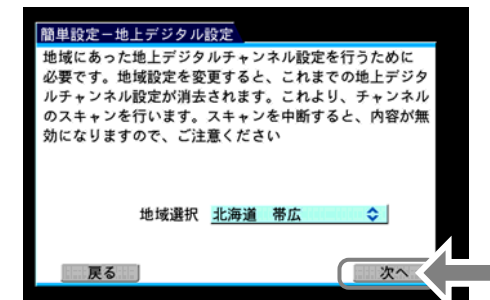 簡単設定－地上デジタル設定
地域にあった地上デジタルチャンネル設定を行うために
必要です。地域設定を変更すると、これまでの地上デジタ
ルチャンネル設定が消去されます。これより、チャンネル
のスキャンを行います。スキャンを中断すると、内容が無
効になりますので、ご注意ください
地域選択 北海道　帯広
戻る 次へ